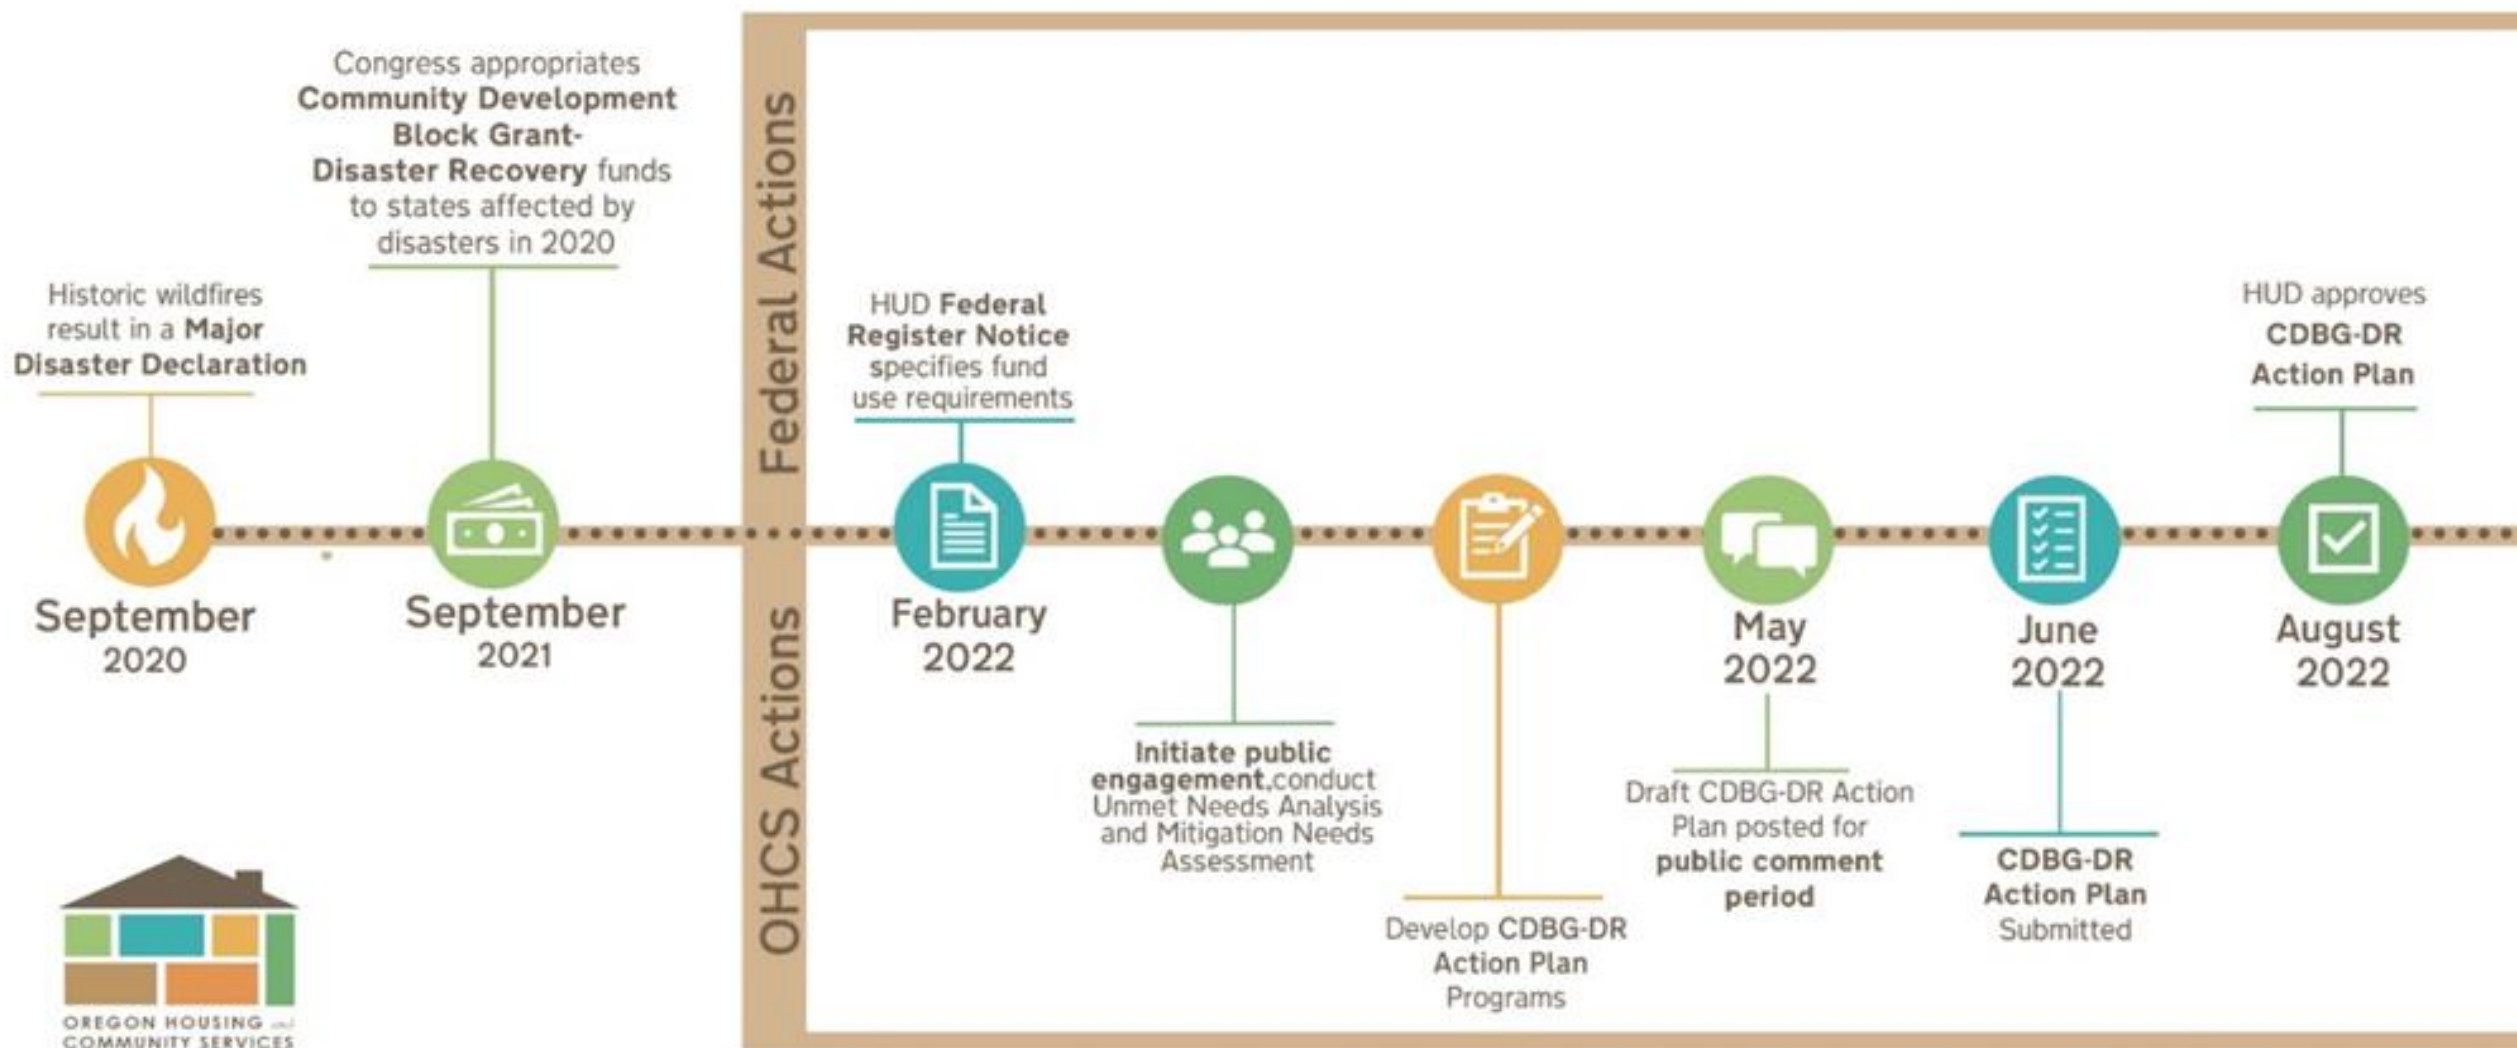 Historic wildfires
result in a Major
Disaster Declaration
September
2020
Congress appropriates
Community Development
Block Grant-
Disaster Recovery funds
to states affected by
disasters in 2020
September
2021
Federal Actions
OHCS Actions
HUD Federal
Register Notice
specifies fund
use requirements
February
2022
Initiate public
engagement,conduct
Unmet Needs Analysis
and Mitigation Needs
Assessment
Develop CDBG-DR
Action Plan
Programs
May
2022
Draft CDBG-DR Action
Plan posted for
public comment
period
June
2022
CDBG-DR
Action Plan
Submitted
HUD approves
CDBG-DR
Action Plan
August
2022
OREGON HOUSING and
COMMUNITY SERVICES